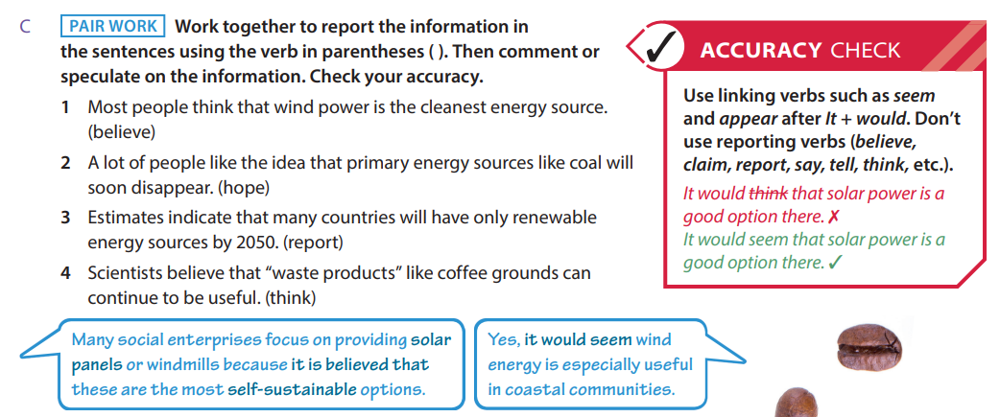 C PAIR WORK Work together to report the information in
the sentences using the verb in parentheses ( ). Then comment or
speculate on the information. Check your accuracy.
1 Most people think that wind power is the cleanest energy source.
(believe)
2 A lot of people like the idea that primary energy sources like coal will
soon disappear. (hope)
3 Estimates indicate that many countries will have only renewable
energy sources by 2050. (report)
4 Scientists believe that “waste products” like coffee grounds can
continue to be useful. (think)
ACCURACY CHECK
Use linking verbs such as seem
and appear after It + would. Don’t
use reporting verbs (believe,
claim, report, say, tell, think, etc.).
It would think that solar power is a
good option there. ✗
It would seem that solar power is a
good option there. ✓
Many social enterprises focus on providing solar
panels or windmills because it is believed that
these are the most self-sustainable options.
Yes, it would seem wind
energy is especially useful
in coastal communities.